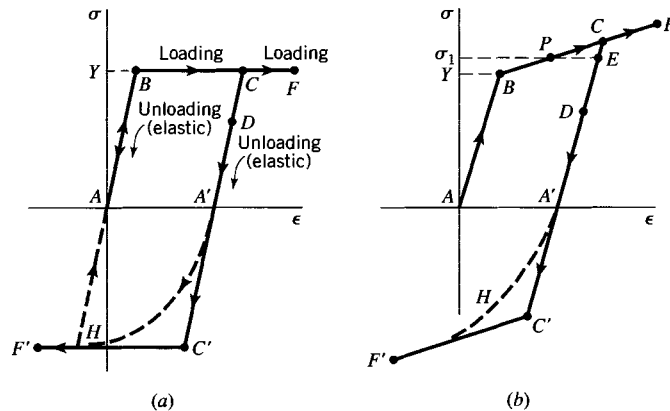 σ
Loading
Loading
Y
B
C
F
Unloading
(elastic)
D
Unloading
(elastic)
A
A'
ϵ
H
F'
C'
(a)
σ
C
P
σ₁
E
Y
B
D
A
A'
ϵ
H
C'
F'
(b)